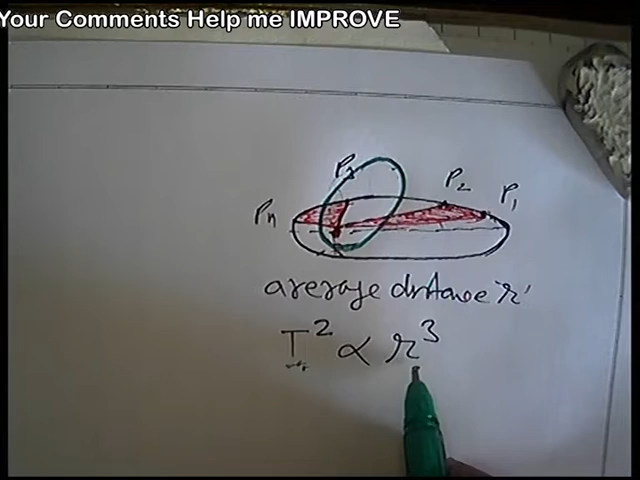 Your Comments Help me IMPROVE
P3
P2
P1
P4
average distance 'r'
T² ∝ r³